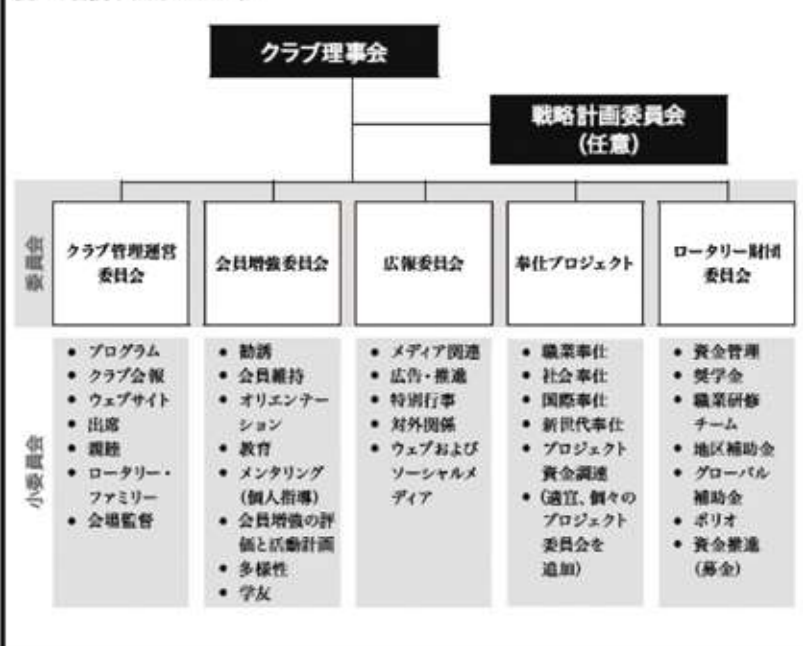 クラブ理事会
戦略計画委員会
(任意)
委員会
クラブ管理運営
委員会
会員増強委員会
広報委員会
奉仕プロジェクト
ロータリー財団
委員会
小委員会
• プログラム
• クラブ会報
• ウェブサイト
• 出席
• 親睦
• ロータリー・
ファミリー
• 会場監督
• 勧誘
• 会員維持
• オリエンテー
ション
• 教育
• メンタリング
(個人指導)
• 会員増強の評
価と活動計画
• 多様性
• 学友
• メディア関連
• 広告・推進
• 特別行事
• 対外関係
• ウェブおよび
ソーシャルメ
ディア
• 職業奉仕
• 社会奉仕
• 国際奉仕
• 新世代奉仕
• プロジェクト
資金調達
• (適宜、個々の
プロジェクト
委員会を
追加)
• 資金管理
• 奨学金
• 職業研修
チーム
• 地区補助金
• グローバル
補助金
• ポリオ
• 資金推進
(募金)